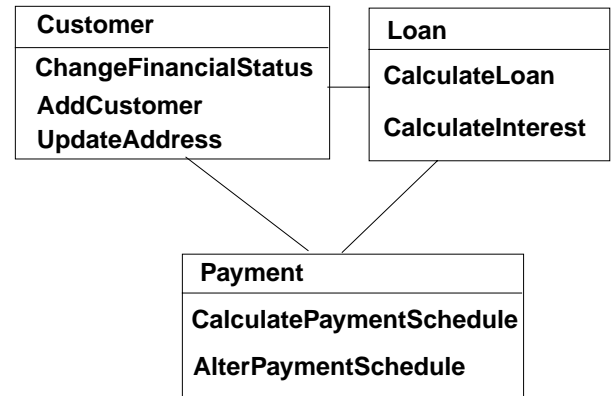 Customer
ChangeFinancialStatus
AddCustomer
UpdateAddress
Loan
CalculateLoan
CalculateInterest
Payment
CalculatePaymentSchedule
AlterPaymentSchedule